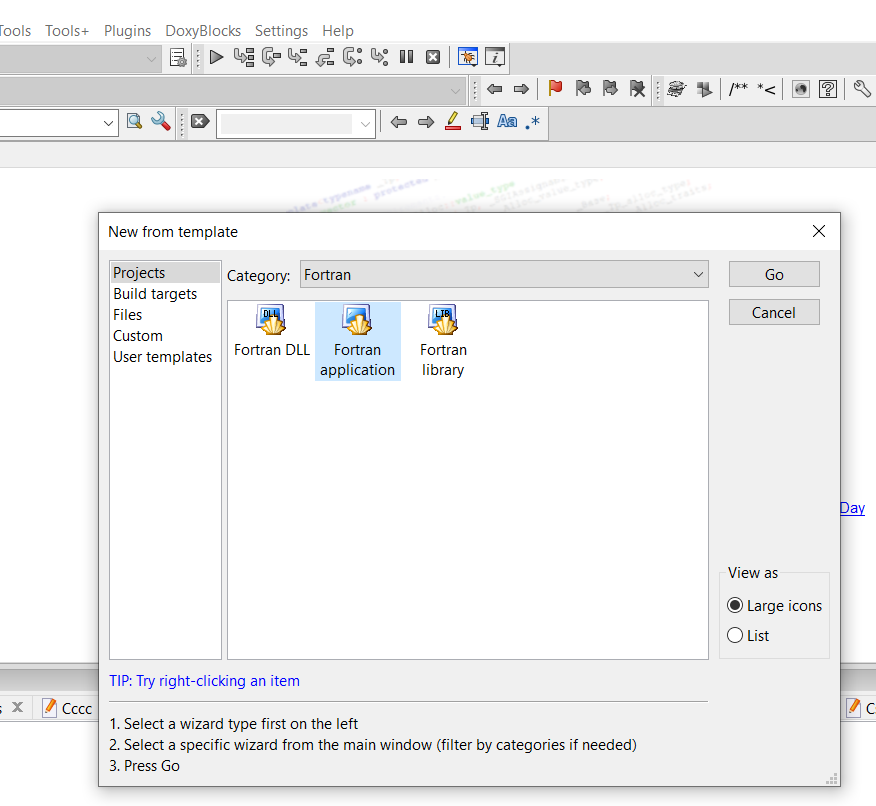 Tools Tools+ Plugins DoxyBlocks Settings Help
/** *<
Aa .*
New from template
Projects
Build targets
Files
Custom
User templates
Category: Fortran
DLL
Fortran DLL
Fortran
application
LIB
Fortran
library
Go
Cancel
Day
View as
Large icons
List
TIP: Try right-clicking an item
Cccc
1. Select a wizard type first on the left
2. Select a specific wizard from the main window (filter by categories if needed)
3. Press Go